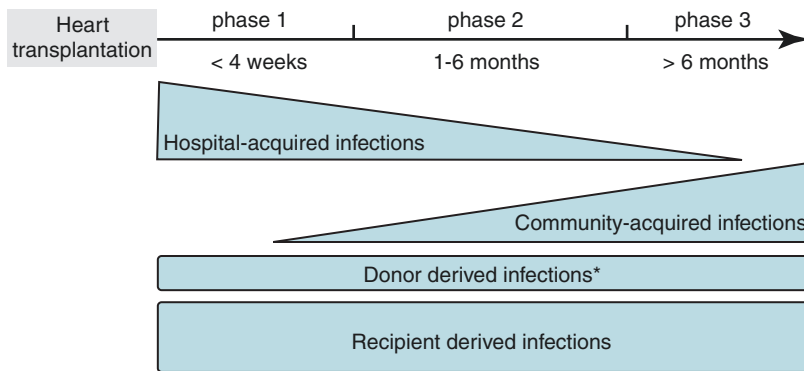 Heart
transplantation
phase 1
phase 2
phase 3
< 4 weeks
1-6 months
> 6 months
Hospital-acquired infections
Community-acquired infections
Donor derived infections*
Recipient derived infections